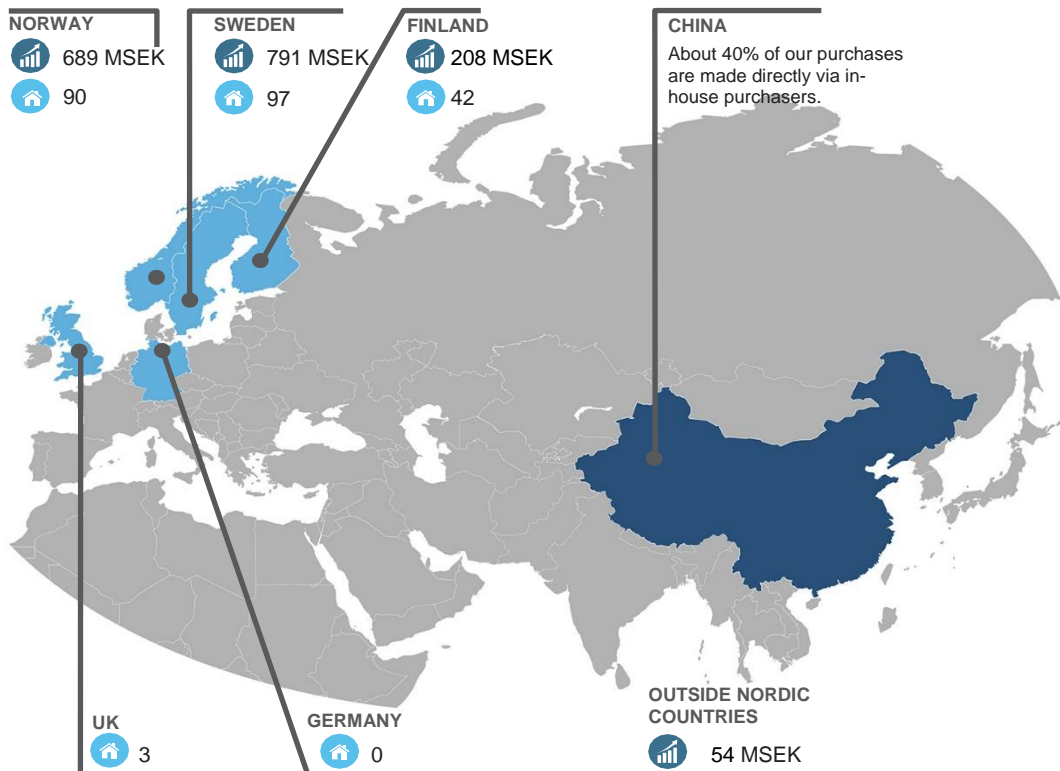 NORWAY
689 MSEK
90
SWEDEN
791 MSEK
97
FINLAND
208 MSEK
42
CHINA
About 40% of our purchases
are made directly via in-
house purchasers.
UK
3
GERMANY
0
OUTSIDE NORDIC
COUNTRIES
54 MSEK